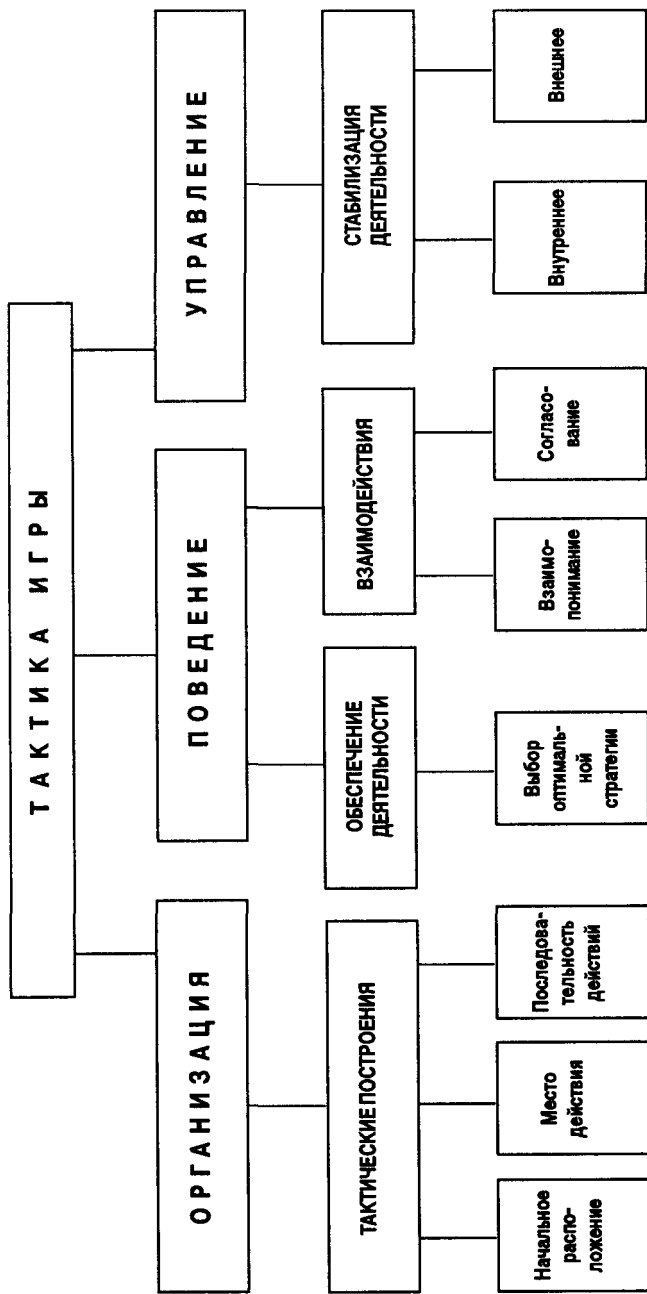 ТАКТИКА ИГРЫ
ОРГАНИЗАЦИЯ
ПОВЕДЕНИЕ
УПРАВЛЕНИЕ
ТАКТИЧЕСКИЕ ПОСТРОЕНИЯ
ОБЕСПЕЧЕНИЕ
ДЕЯТЕЛЬНОСТИ
ВЗАИМОДЕЙСТВИЯ
СТАБИЛИЗАЦИЯ
ДЕЯТЕЛЬНОСТИ
Начальное
распо-
ложение
Место
действия
Последова-
тельность
действий
Выбор
оптималь-
ной
стратегии
Взаимо-
понимание
Согласо-
вание
Внутреннее
Внешнее